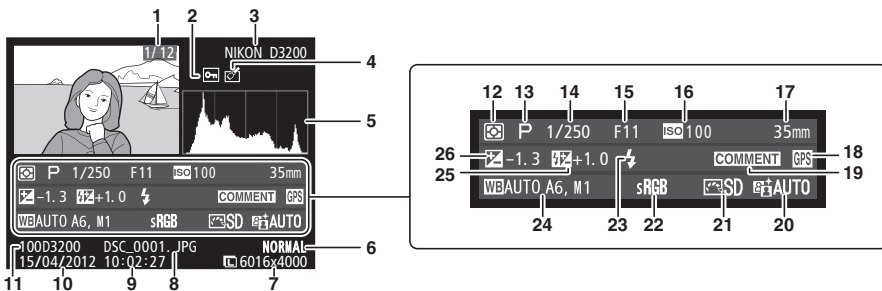 1 2 3
1/12 NIKON D3200
4
5
P 1/250 F11 ISO 100 35mm
-1.3 +1.0 COMMENT GPS
WB AUTO A6, M1 sRGB SD AUTO
100D3200 DSC_0001.JPG NORMAL
15/04/2012 10:02:27 L 6016x4000
6
11 10 9 8 7
12 13 14 15 16 17
P 1/250 F11 ISO 100 35mm
26 -1.3 +1.0 COMMENT GPS 18
25 19
WB AUTO A6, M1 sRGB SD AUTO
24 23 22 21 20